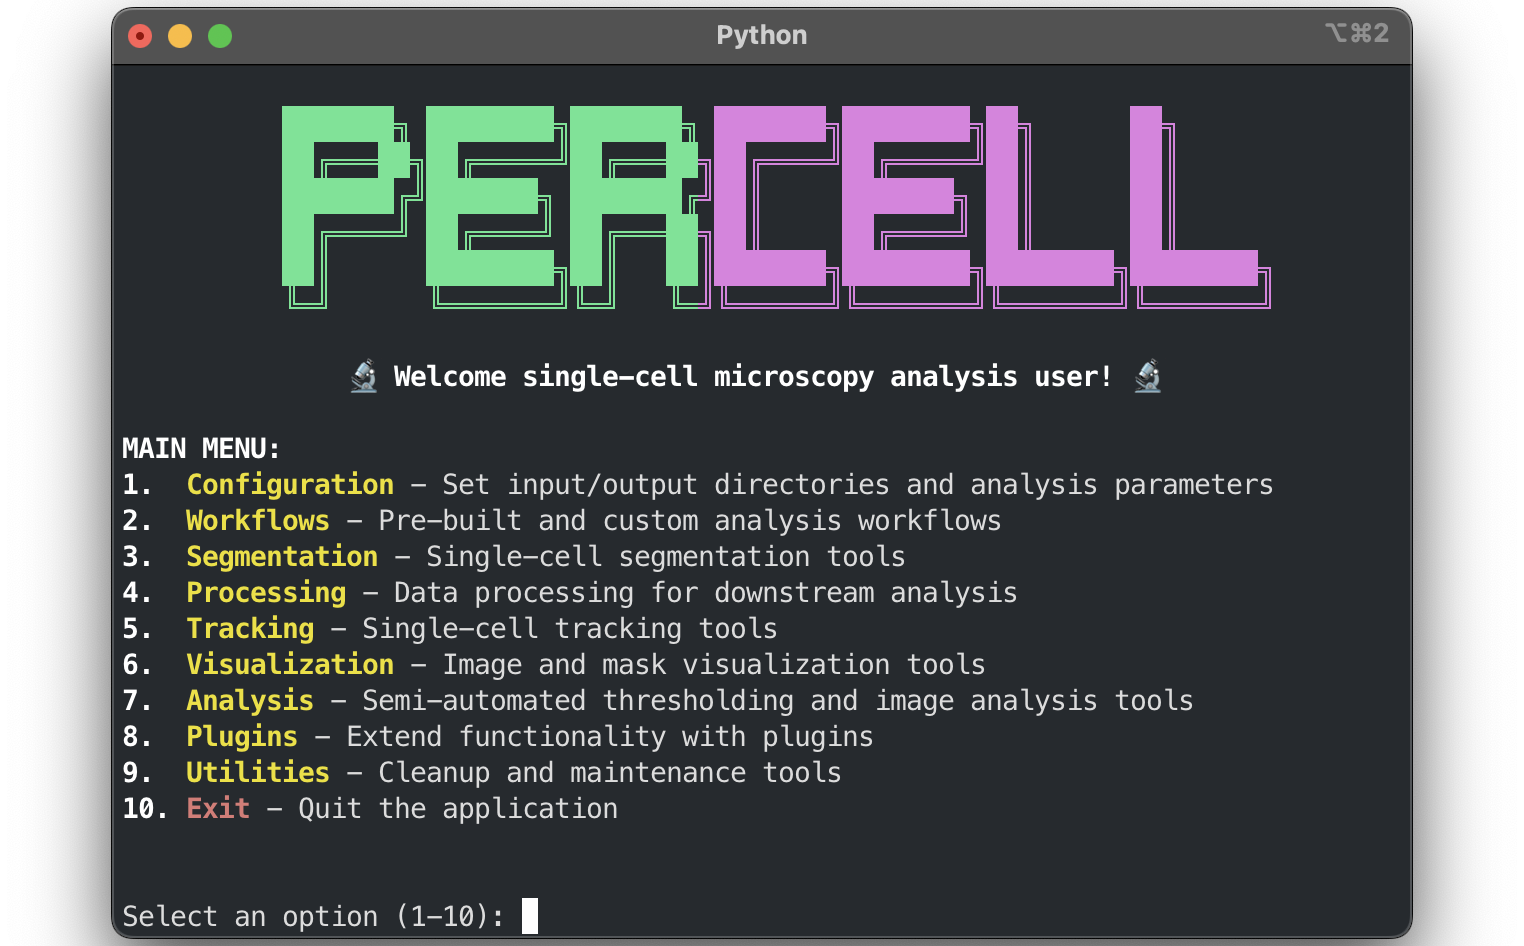 Python
⌥⌘2
PERCELL
🔬 Welcome single-cell microscopy analysis user! 🔬
MAIN MENU:
1. Configuration - Set input/output directories and analysis parameters
2. Workflows - Pre-built and custom analysis workflows
3. Segmentation - Single-cell segmentation tools
4. Processing - Data processing for downstream analysis
5. Tracking - Single-cell tracking tools
6. Visualization - Image and mask visualization tools
7. Analysis - Semi-automated thresholding and image analysis tools
8. Plugins - Extend functionality with plugins
9. Utilities - Cleanup and maintenance tools
10. Exit - Quit the application
Select an option (1-10):